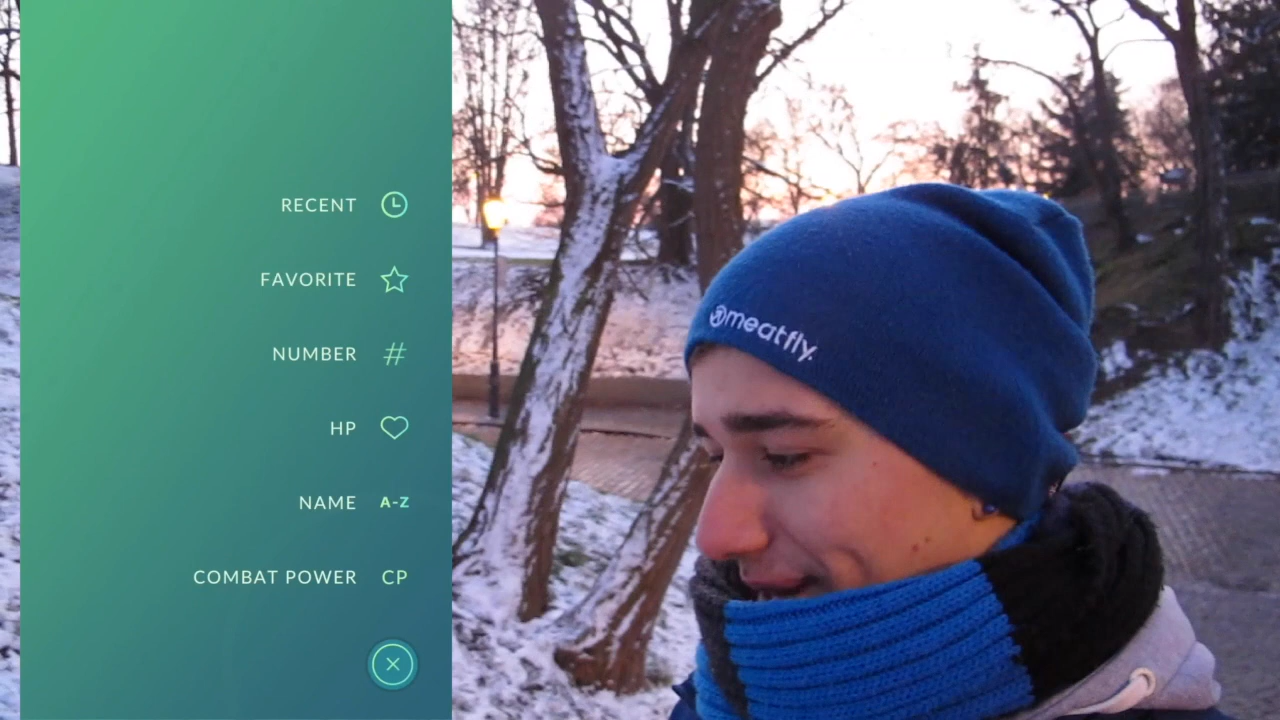 RECENT
FAVORITE
NUMBER #
HP
NAME A-Z
COMBAT POWER CP
meatfly.